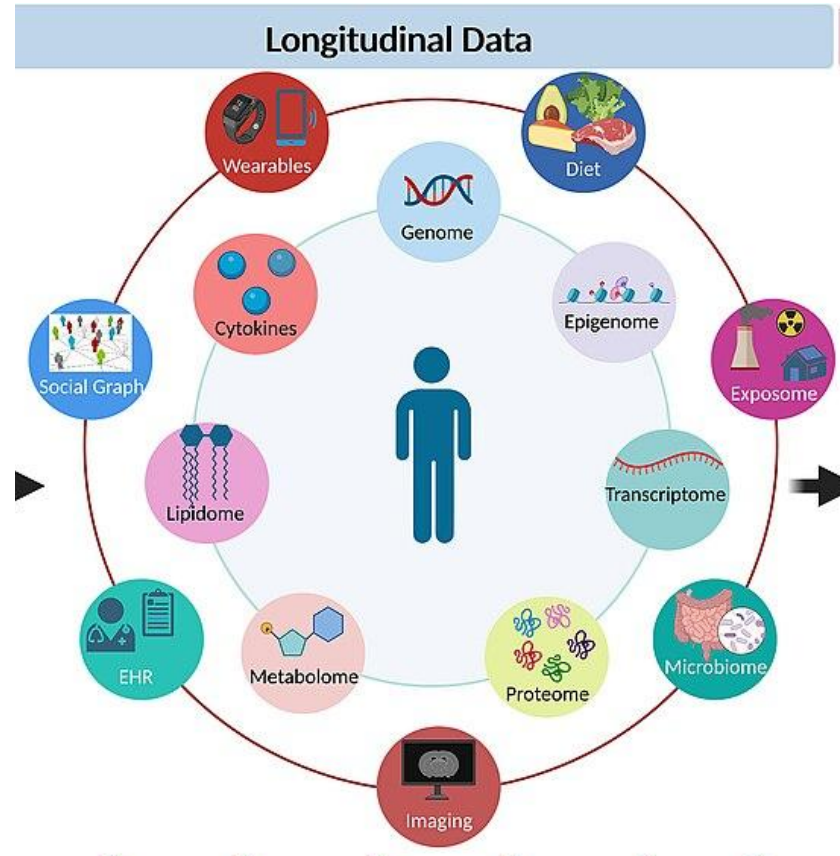 Longitudinal Data
Wearables
Diet
Genome
Cytokines
Epigenome
Social Graph
Exposome
Lipidome
Transcriptome
EHR
Metabolome
Proteome
Microbiome
Imaging